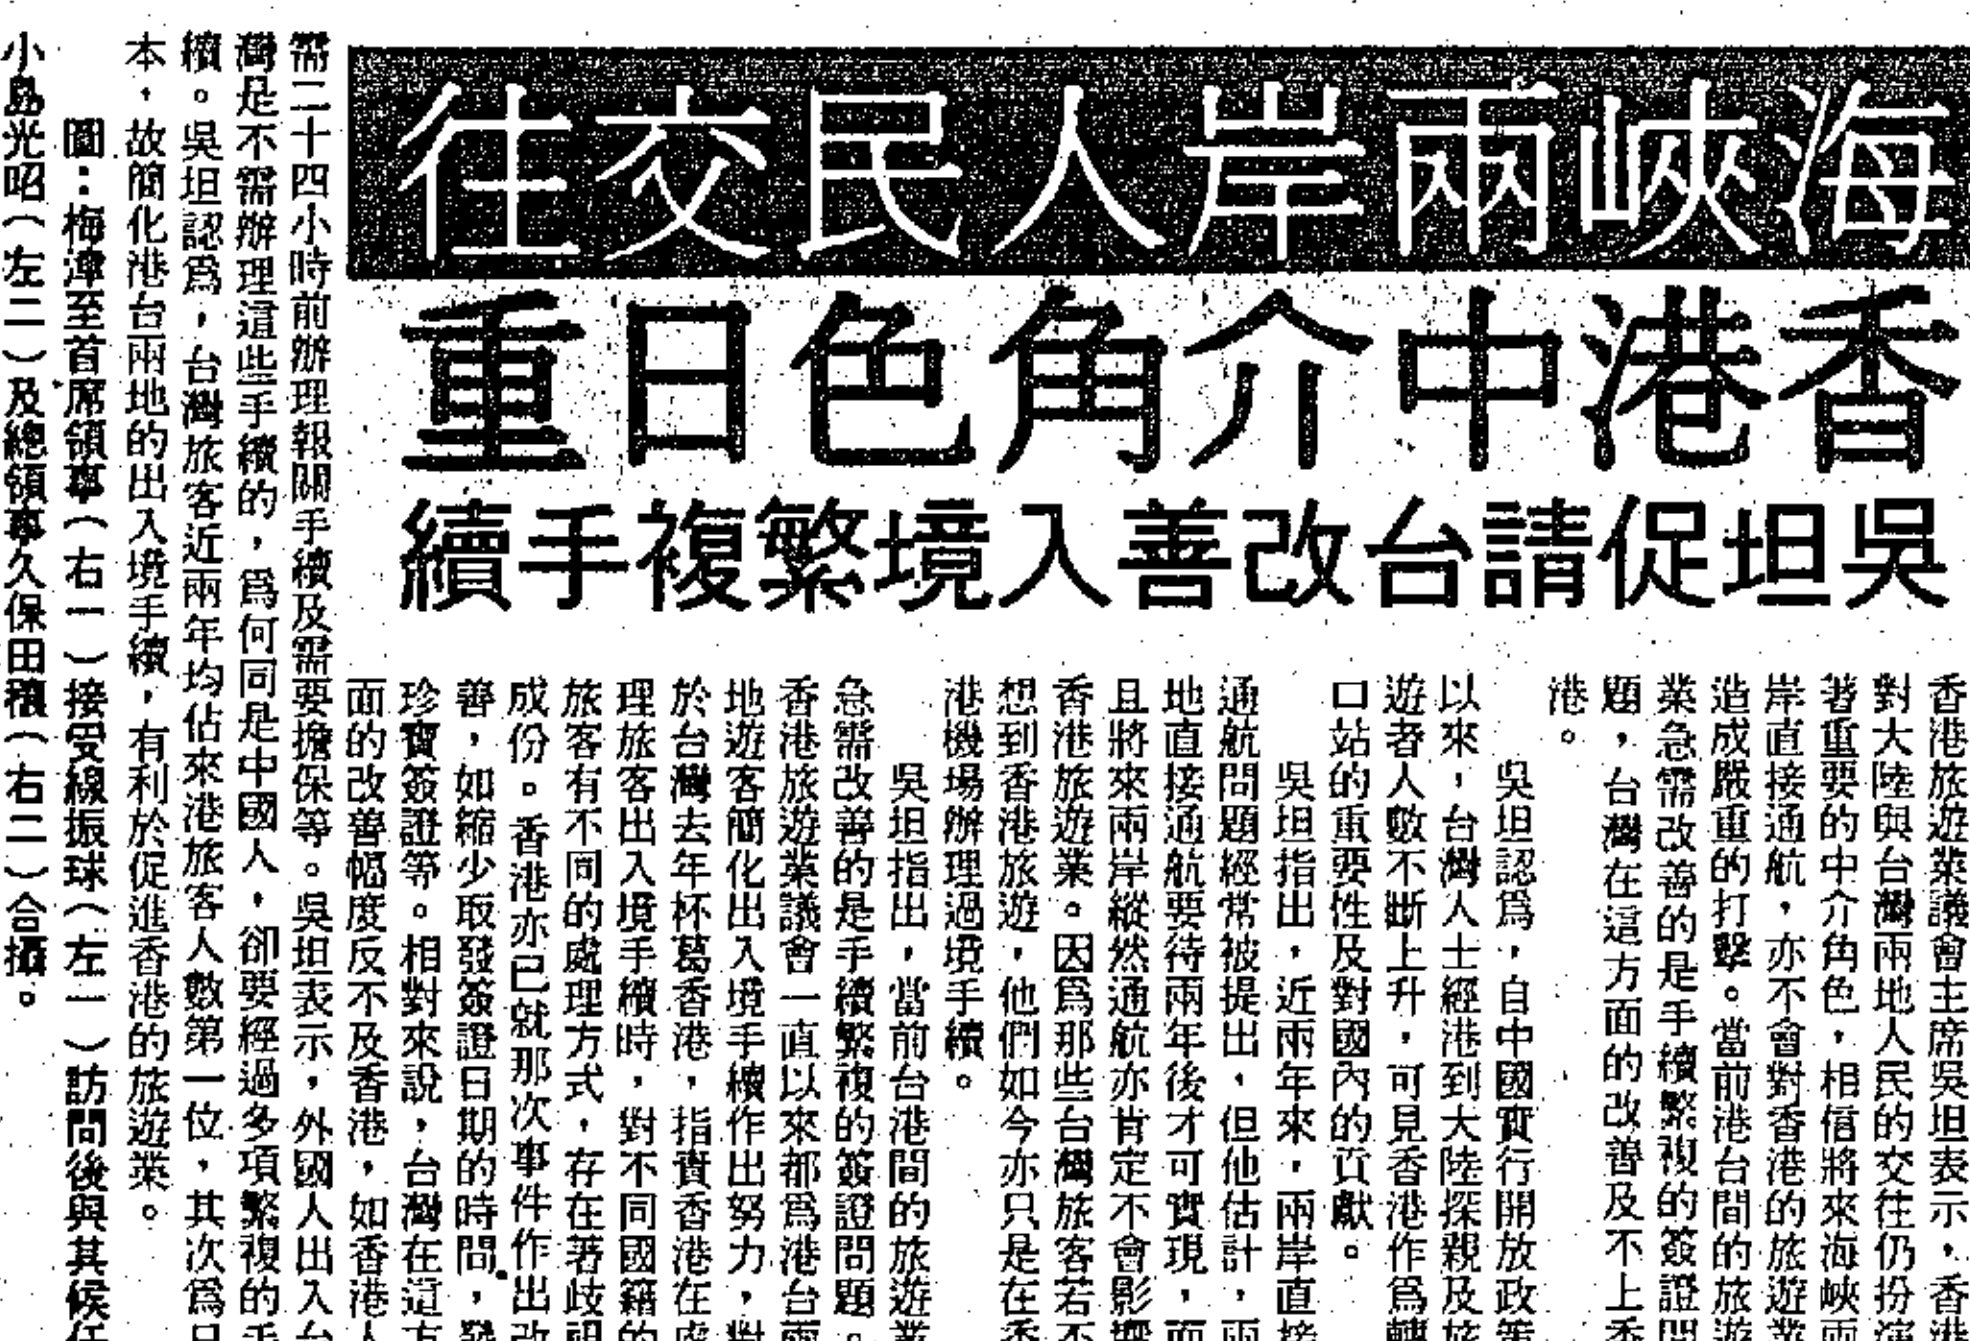 海峽兩岸人民交往
香港中介角色日重
吳坦促請台改善入境繁複手續
香港旅遊業議會主席吳坦表示，香港
對大陸與台灣兩地人民的交往仍扮演
著重要的中介角色，相信將來海峽兩
岸直接通航，亦不會對香港的旅遊業
造成嚴重的打擊。當前港台間的旅遊
業急需改善的是手續繁複的簽證問
題，台灣在這方面的改善及不上香
港。
吳坦認爲，自中國實行開放政策
以來，台灣人士經港到大陸探親及旅
遊者人數不斷上升，可見香港作爲轉
口站的重要性及對國內的貢獻。
吳坦指出，近兩年來，兩岸直接
通航問題經常被提出，但他估計，兩
地直接通航要待兩年後才可實現，而
且將來兩岸縱然通航亦肯定不會影響
香港旅遊業。因爲那些台灣旅客若不
想到香港旅遊，他們如今亦只是在香
港機場辦理過境手續。
吳坦指出，當前台港間的旅遊業
急需改善的是手續繁複的簽證問題。
香港旅遊業議會一直以來都爲港台兩
地遊客簡化出入境手續作出努力，對
於台灣去年杯葛香港，指責香港在處
理旅客出入境手續時，對不同國籍的
旅客有不同的處理方式，存在著歧視
成份。香港亦已就那次事件作出改
善，如縮少取發簽證日期的時間，發
珍寶簽證等。相對來說，台灣在這方
面的改善幅度反不及香港，如香港人
需二十四小時前辦理報關手續及需要擔保等。吳坦表示，外國人出入台
灣是不需辦理這些手續的，爲何同是中國人，卻要經過多項繁複的手
續。吳坦認爲，台灣旅客近兩年均佔來港旅客人數第一位，其次爲日
本，故簡化港台兩地的出入境手續，有利於促進香港的旅遊業。
圖：梅津至首席領事（右一）接受線振球（左一）訪問後與其候任
小島光昭（左二）及總領事久保田穰（右二）合攝。